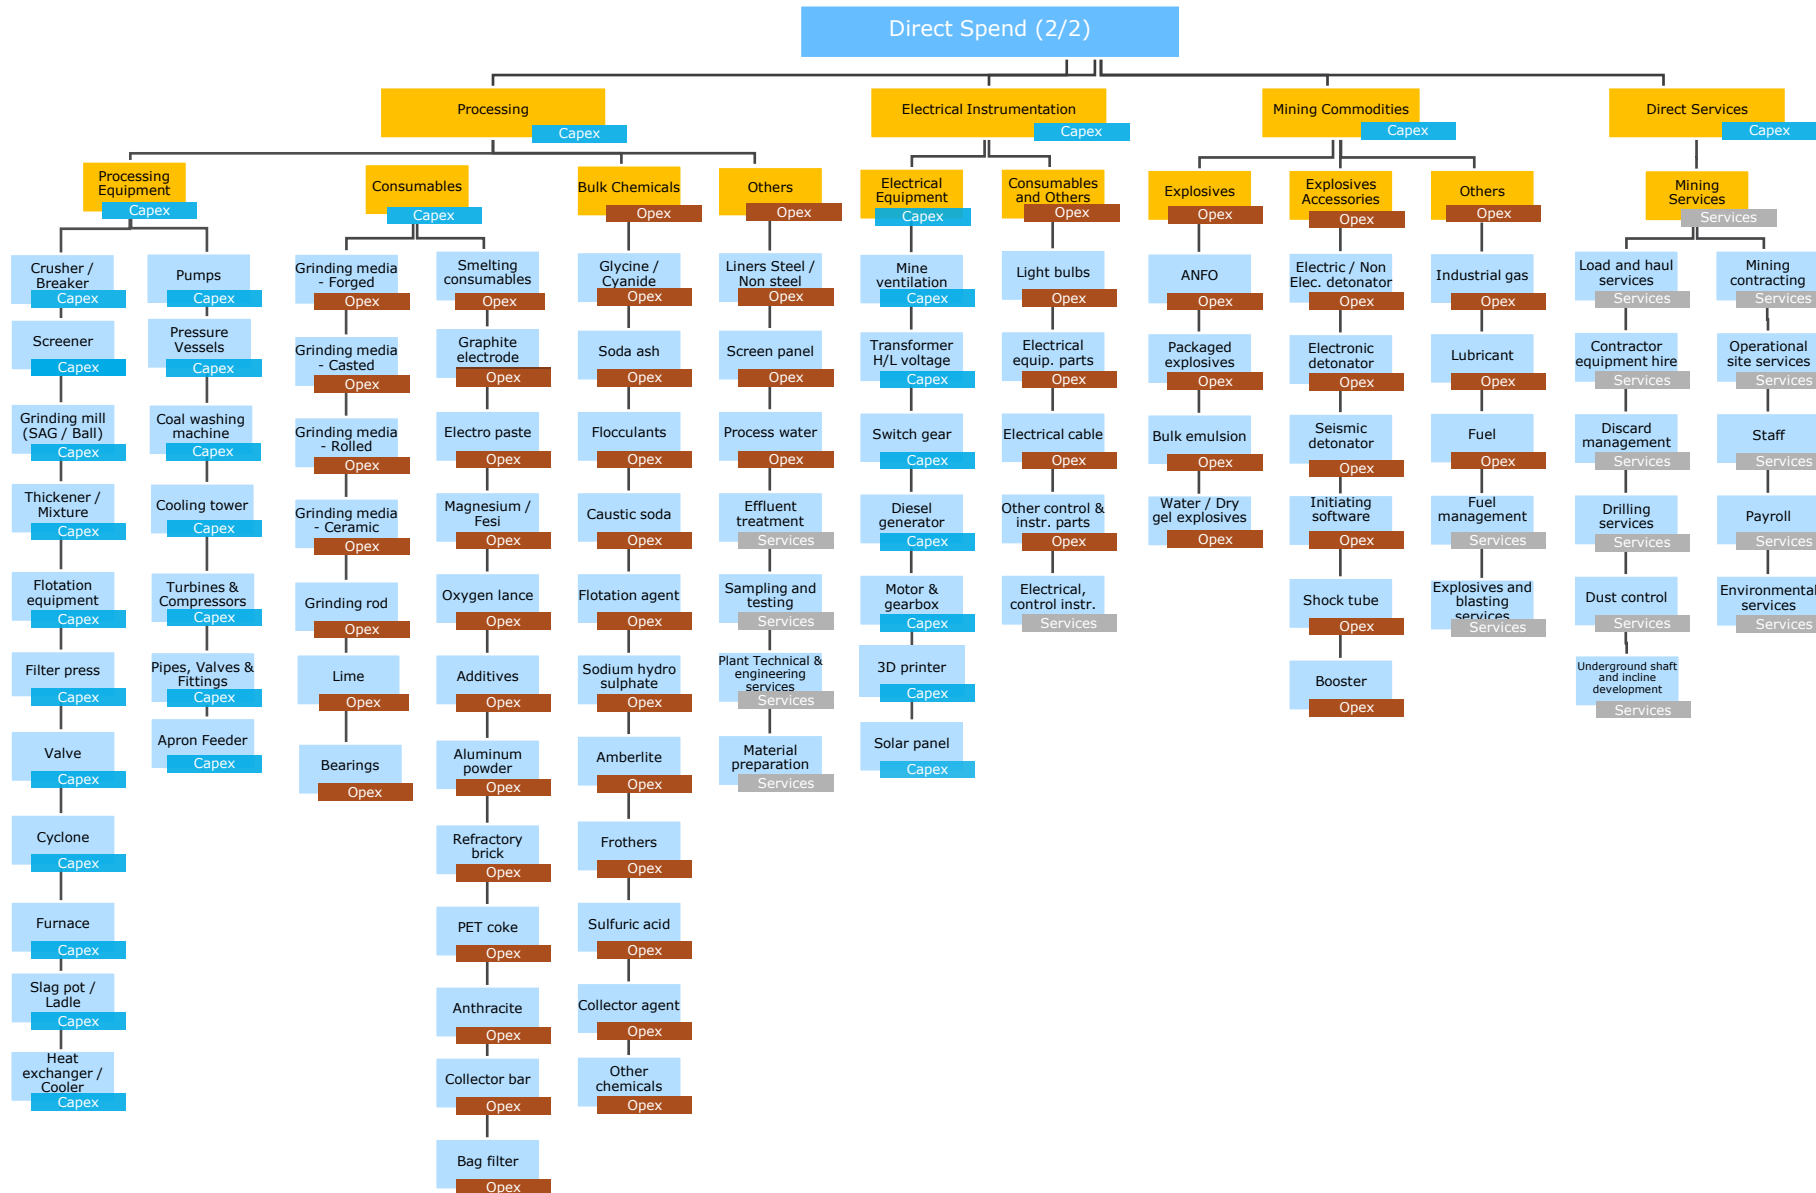 Direct Spend (2/2)
Processing
Capex
Electrical Instrumentation
Capex
Mining Commodities
Capex
Direct Services
Capex
Processing
Equipment
Capex
Consumables
Capex
Bulk Chemicals
Opex
Others
Opex
Electrical
Equipment
Capex
Consumables
and Others
Opex
Explosives
Opex
Explosives
Accessories
Opex
Others
Opex
Mining
Services
Services
Crusher /
Breaker
Capex
Screener
Capex
Grinding mill
(SAG / Ball)
Capex
Thickener /
Mixture
Capex
Flotation
equipment
Capex
Filter press
Capex
Valve
Capex
Cyclone
Capex
Furnace
Capex
Slag pot /
Ladle
Capex
Heat
exchanger /
Cooler
Capex
Pumps
Capex
Pressure
Vessels
Capex
Coal washing
machine
Capex
Cooling tower
Capex
Turbines &
Compressors
Capex
Pipes, Valves &
Fittings
Capex
Apron Feeder
Capex
Grinding media
- Forged
Opex
Grinding media
- Casted
Opex
Grinding media
- Rolled
Opex
Grinding media
- Ceramic
Opex
Grinding rod
Opex
Lime
Opex
Bearings
Opex
Smelting
consumables
Opex
Graphite
electrode
Opex
Electro paste
Opex
Magnesium /
Fesi
Opex
Oxygen lance
Opex
Additives
Opex
Aluminum
powder
Opex
Refractory
brick
Opex
PET coke
Opex
Anthracite
Opex
Collector bar
Opex
Bag filter
Opex
Glycine /
Cyanide
Opex
Soda ash
Opex
Flocculants
Opex
Caustic soda
Opex
Flotation agent
Opex
Sodium hydro
sulphate
Opex
Amberlite
Opex
Frothers
Opex
Sulfuric acid
Opex
Collector agent
Opex
Other
chemicals
Opex
Liners Steel /
Non steel
Opex
Screen panel
Opex
Process water
Opex
Effluent
treatment
Services
Sampling and
testing
Services
Plant Technical &
engineering
services
Services
Material
preparation
Services
Mine
ventilation
Capex
Transformer
H/L voltage
Capex
Switch gear
Capex
Diesel
generator
Capex
Motor &
gearbox
Capex
3D printer
Capex
Solar panel
Capex
Light bulbs
Opex
Electrical
equip. parts
Opex
Electrical cable
Opex
Other control &
instr. parts
Opex
Electrical,
control instr.
Services
ANFO
Opex
Packaged
explosives
Opex
Bulk emulsion
Opex
Water / Dry
gel explosives
Opex
Electric / Non
Elec. detonator
Opex
Electronic
detonator
Opex
Seismic
detonator
Opex
Initiating
software
Opex
Shock tube
Opex
Booster
Opex
Industrial gas
Opex
Lubricant
Opex
Fuel
Opex
Fuel
management
Services
Explosives and
blasting
services
Services
Load and haul
services
Services
Contractor
equipment hire
Services
Discard
management
Services
Drilling
services
Services
Dust control
Services
Underground shaft
and incline
development
Services
Mining
contracting
Services
Operational
site services
Services
Staff
Services
Payroll
Services
Environmental
services
Services